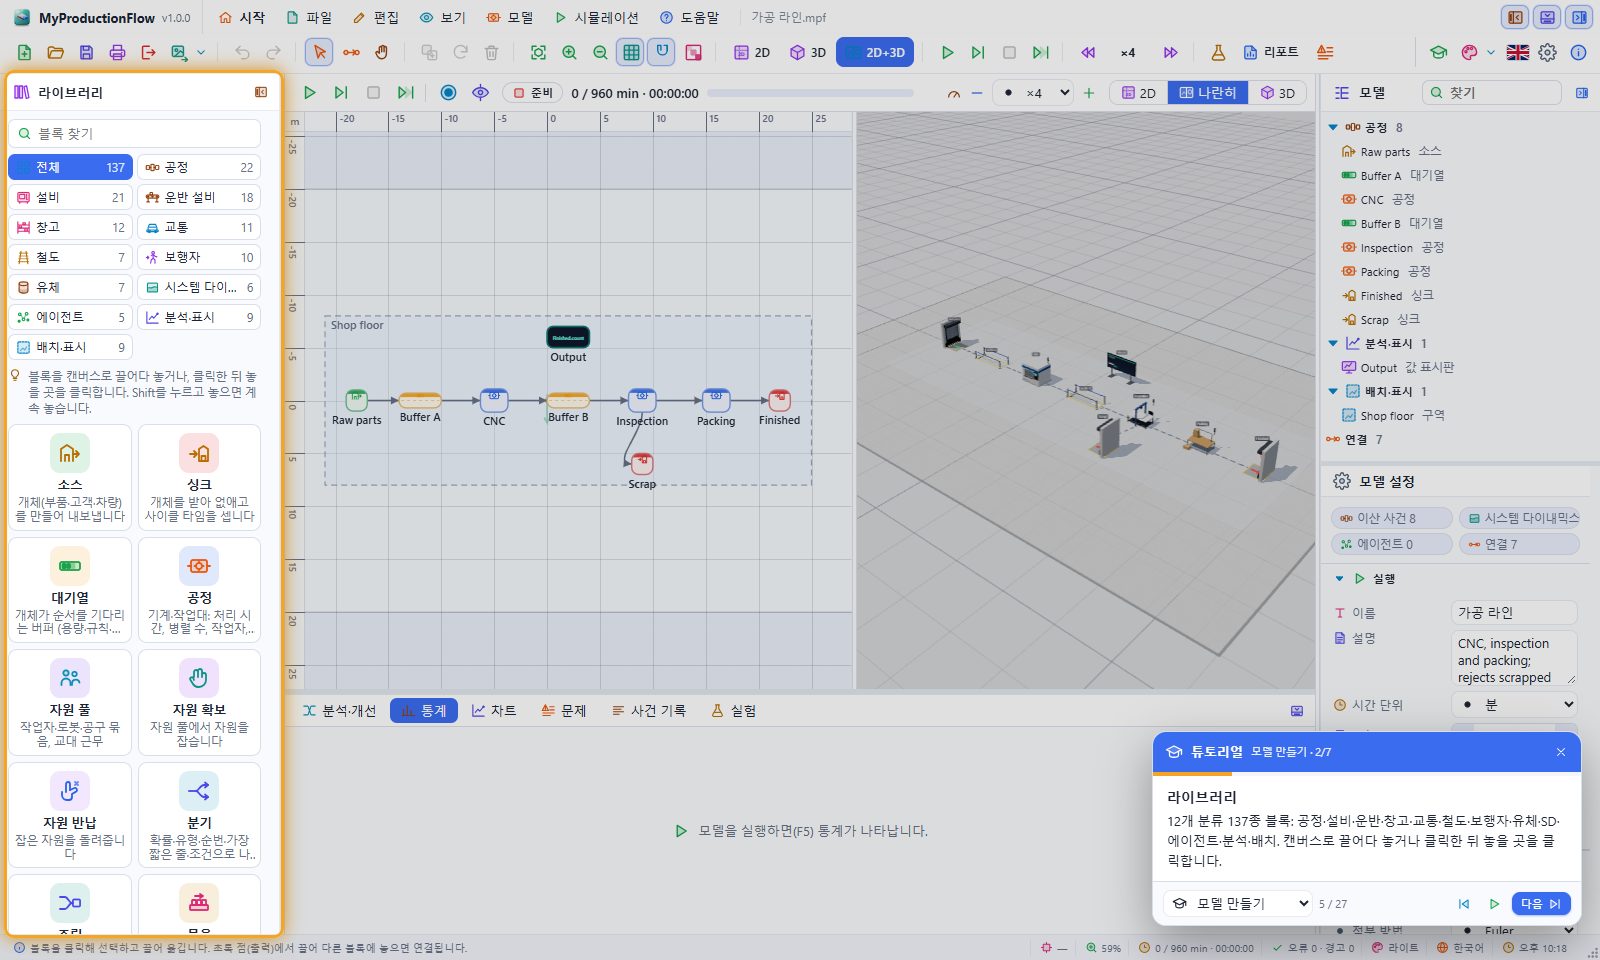 MyProductionFlow v1.0.0 시작 파일 편집 보기 모델 시뮬레이션 도움말 가공 라인.mpf
2D 3D 2D+3D ×4 리포트
라이브러리
블록 찾기
전체 137 공정 22
설비 21 운반 설비 18
창고 12 교통 11
철도 7 보행자 10
유체 7 시스템 다이... 6
에이전트 5 분석·표시 9
배치·표시 9
블록을 캔버스로 끌어다 놓거나, 클릭한 뒤 놓
을 곳을 클릭합니다. Shift를 누르고 놓으면 계
속 놓습니다.
소스 싱크
개체(부품·고객·차량) 개체를 받아 없애고
를 만들어 내보냅니다 사이클 타임을 셉니다
대기열 공정
개체가 순서를 기다리 기계·작업대: 처리 시
는 버퍼 (용량·규칙·... 간, 병렬 수, 작업자,..
자원 풀 자원 확보
작업자·로봇·공구 묶 자원 풀에서 자원을
음, 교대 근무 잡습니다
자원 반납 분기
잡은 자원을 돌려줍니 확률·유형·순번·가장
다 짧은 줄·조건으로 나..
준비 0 / 960 min · 00:00:00 ×4 2D 나란히 3D
m -20 -15 -10 -5 0 5 10 15 20 25
-25
-20
-15
-10
-5
0
5
10
15
20
25
Shop floor
Finished.count
Output
Raw parts Buffer A CNC Buffer B Inspection Packing Finished
Scrap
분석·개선 통계 차트 문제 사건 기록 실험
모델을 실행하면(F5) 통계가 나타납니다.
모델 찾기
공정 8
Raw parts 소스
Buffer A 대기열
CNC 공정
Buffer B 대기열
Inspection 공정
Packing 공정
Finished 싱크
Scrap 싱크
분석·표시 1
Output 값 표시판
배치·표시 1
Shop floor 구역
연결 7
모델 설정
이산 사건 8 시스템 다이내믹스
에이전트 0 연결 7
실행
이름 가공 라인
설명 CNC, inspection
and packing;
rejects scrapped
시간 단위 분
튜토리얼 모델 만들기 · 2/7
라이브러리
12개 분류 137종 블록: 공정·설비·운반·창고·교통·철도·보행자·유체·SD·
에이전트·분석·배치. 캔버스로 끌어다 놓거나 클릭한 뒤 놓을 곳을 클
릭합니다.
모델 만들기 5 / 27 다음
Euler
블록을 클릭해 선택하고 끌어 옮깁니다. 초록 점(출력)에서 끌어 다른 블록에 놓으면 연결됩니다. — 59% 0 / 960 min · 00:00:00 오류 0 · 경고 0 라이트 한국어 오후 10:18